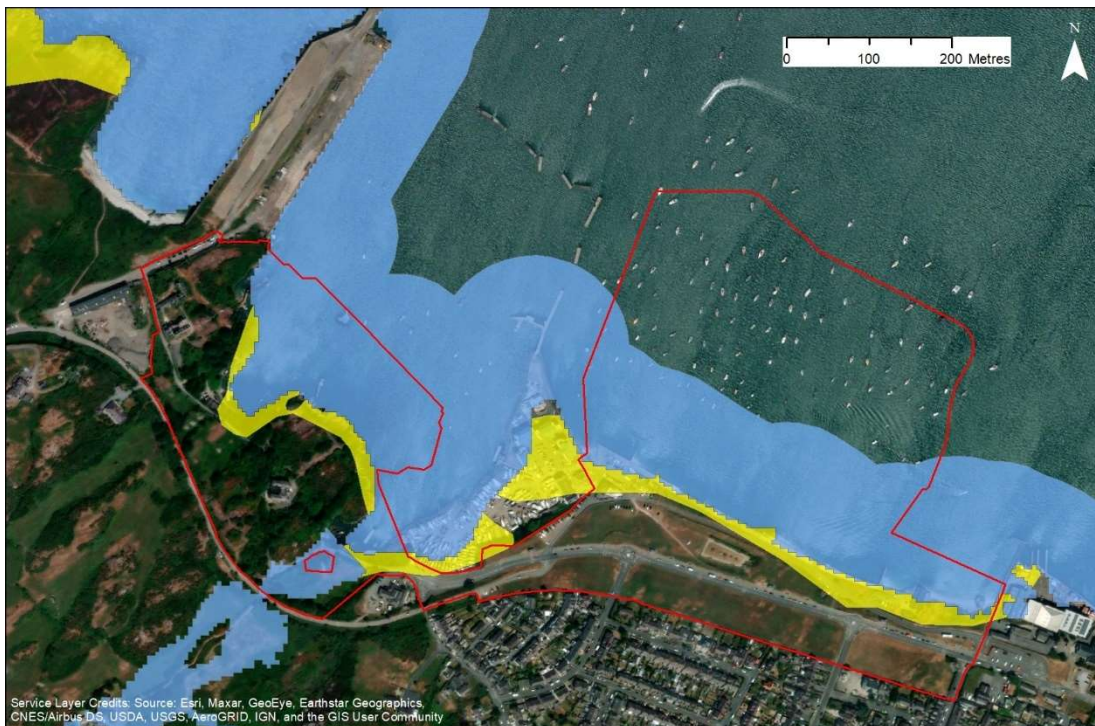 N
0 100 200 Metres
Service Layer Credits: Source: Esri, Maxar, GeoEye, Earthstar Geographics,
CNES/Airbus DS, USDA, USGS, AeroGRID, IGN, and the GIS User Community